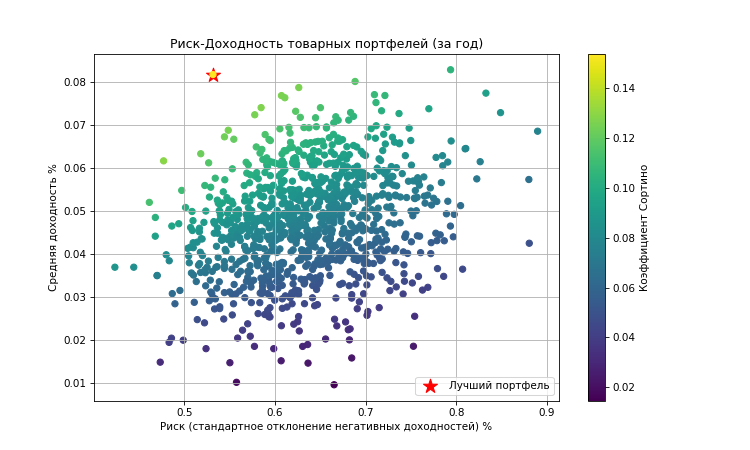 Риск-Доходность товарных портфелей (за год)
Средняя доходность %
0.08
0.07
0.06
0.05
0.04
0.03
0.02
0.01
0.5 0.6 0.7 0.8 0.9
Риск (стандартное отклонение негативных доходностей) %
Лучший портфель
0.14
0.12
0.10
0.08
0.06
0.04
0.02
Коэффициент Сортино